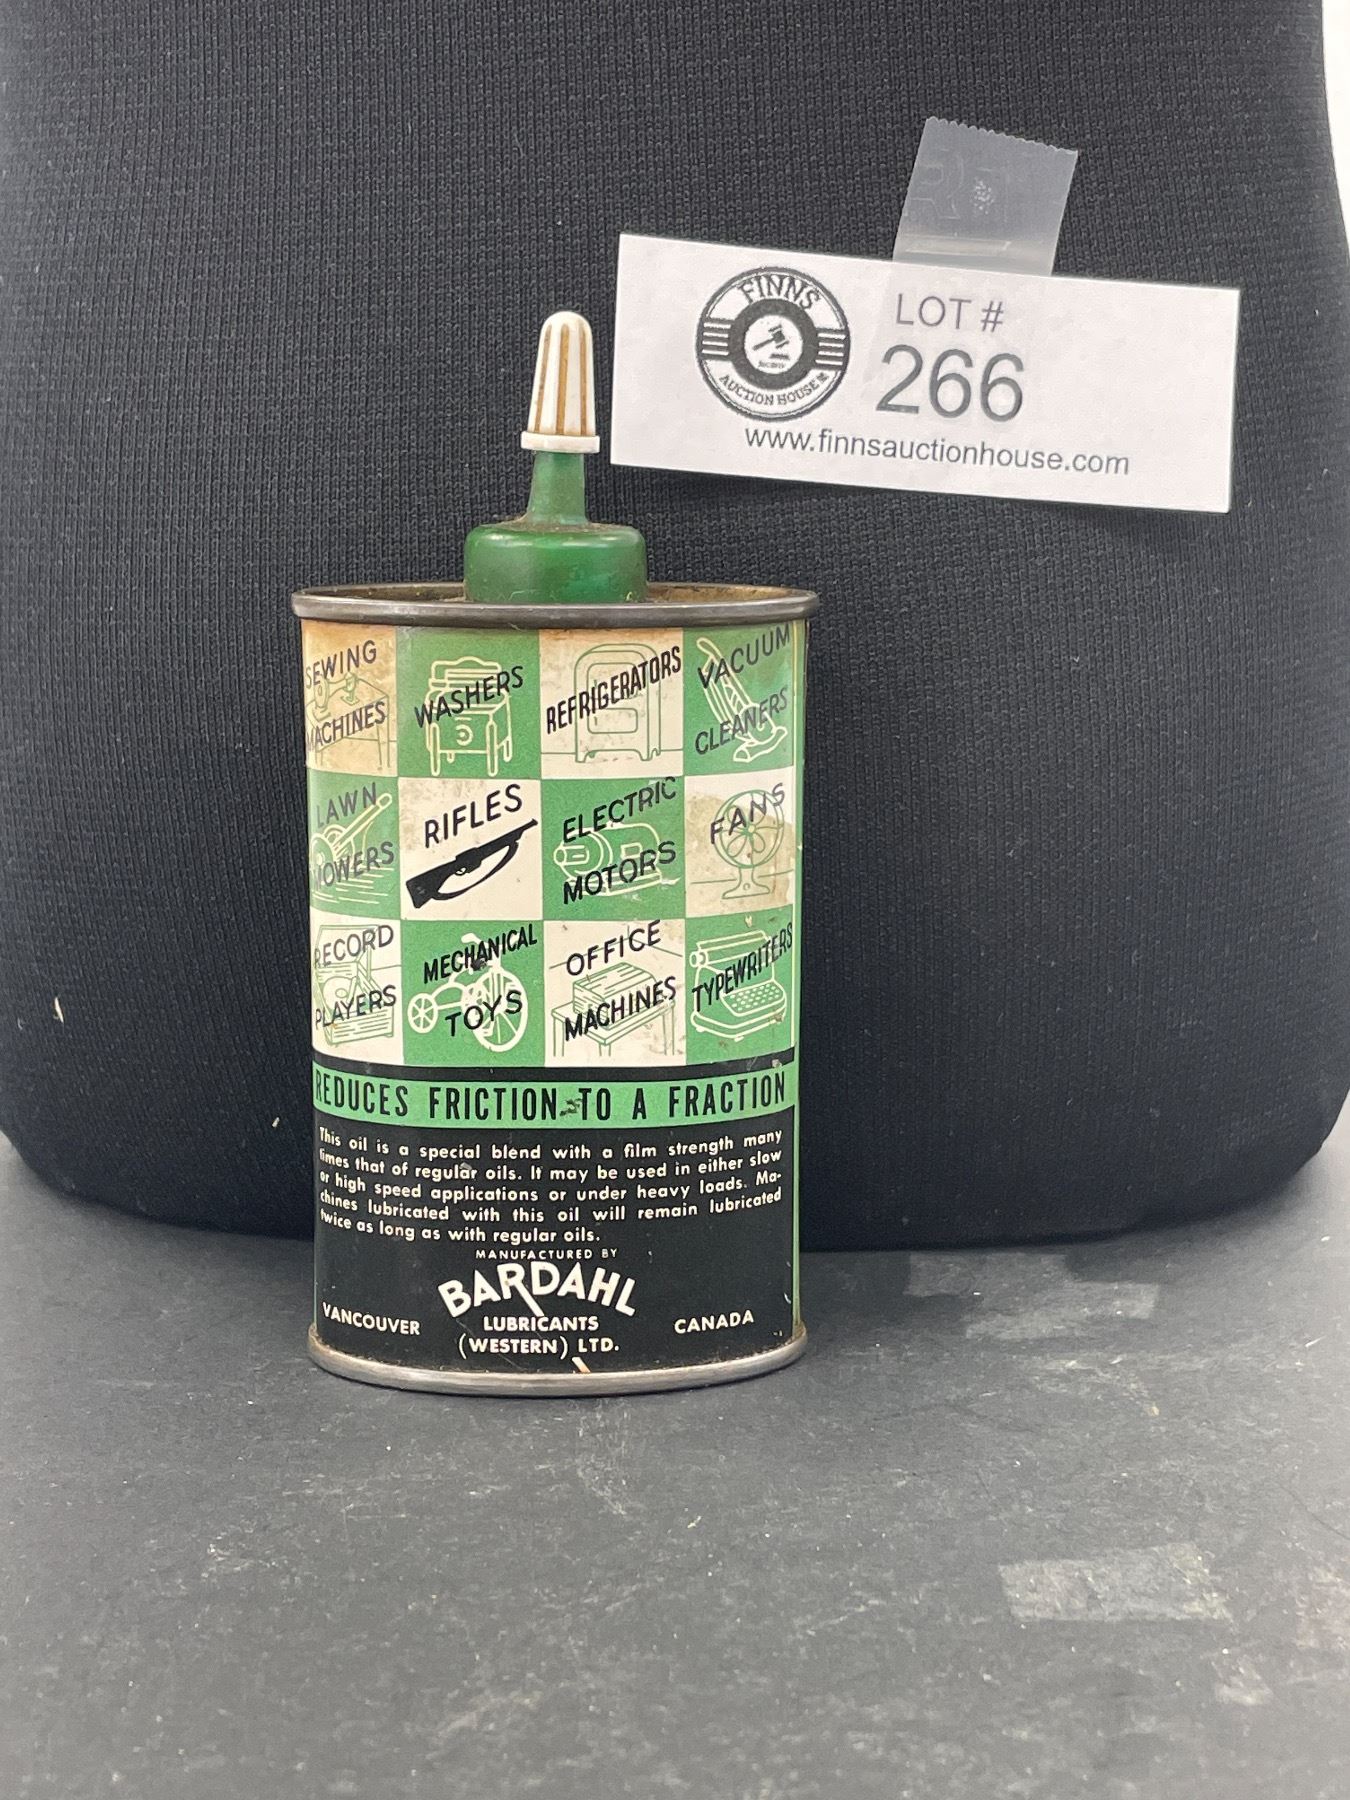 FINNS
AUCTION HOUSE
LOT #
266
www.finnsauctionhouse.com
SEWING
MACHINES
WASHERS
REFRIGERATORS
VACUUM
CLEANERS
LAWN
MOWERS
RIFLES
ELECTRIC
MOTORS
FANS
RECORD
PLAYERS
MECHANICAL
TOYS
OFFICE
MACHINES
TYPEWRITERS
REDUCES FRICTION TO A FRACTION
This oil is a special blend with a film strength many
times that of regular oils. It may be used in either slow
or high speed applications or under heavy loads. Ma-
chines lubricated with this oil will remain lubricated
twice as long as with regular oils.
MANUFACTURED BY
BARDAHL
LUBRICANTS
(WESTERN) LTD.
VANCOUVER
CANADA